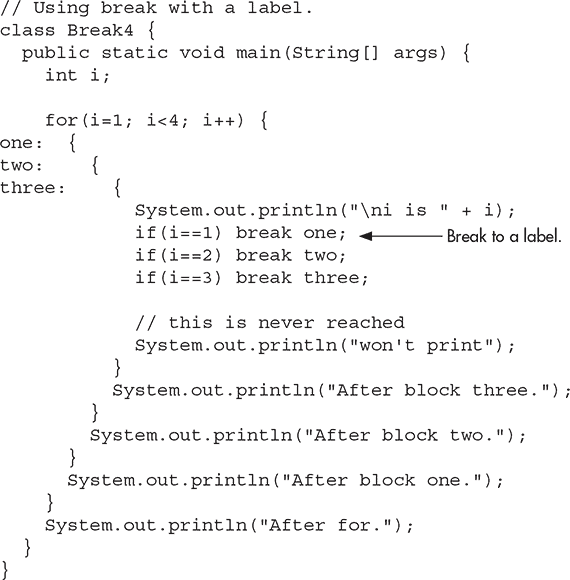 // Using break with a label.
class Break4 {
  public static void main(String[] args) {
    int i;

    for(i=1; i<4; i++) {
one:  {
two:    {
three:    {
            System.out.println("\ni is " + i);
            if(i==1) break one; Break to a label.
            if(i==2) break two;
            if(i==3) break three;

            // this is never reached
            System.out.println("won't print");
          }
          System.out.println("After block three.");
        }
        System.out.println("After block two.");
      }
      System.out.println("After block one.");
    }
    System.out.println("After for.");
  }
}